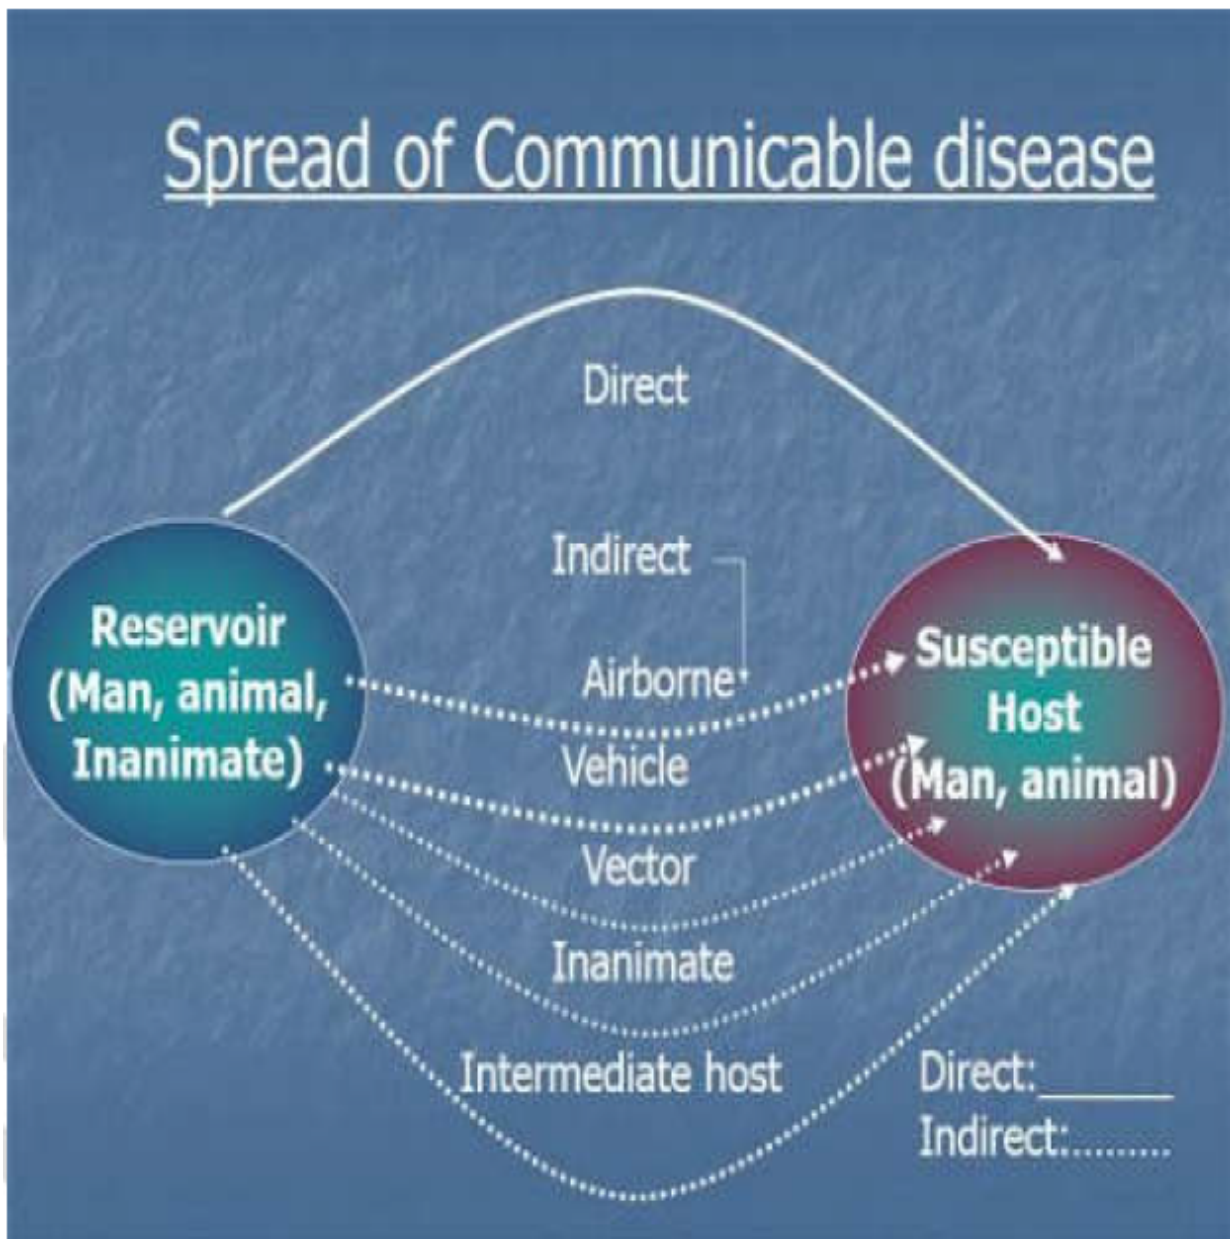 Spread of Communicable disease
Direct
Indirect
Reservoir
(Man, animal,
Inanimate)
Airborne
Susceptible
Host
(Man, animal)
Vehicle
Vector
Inanimate
Intermediate host
Direct:______
Indirect:.........